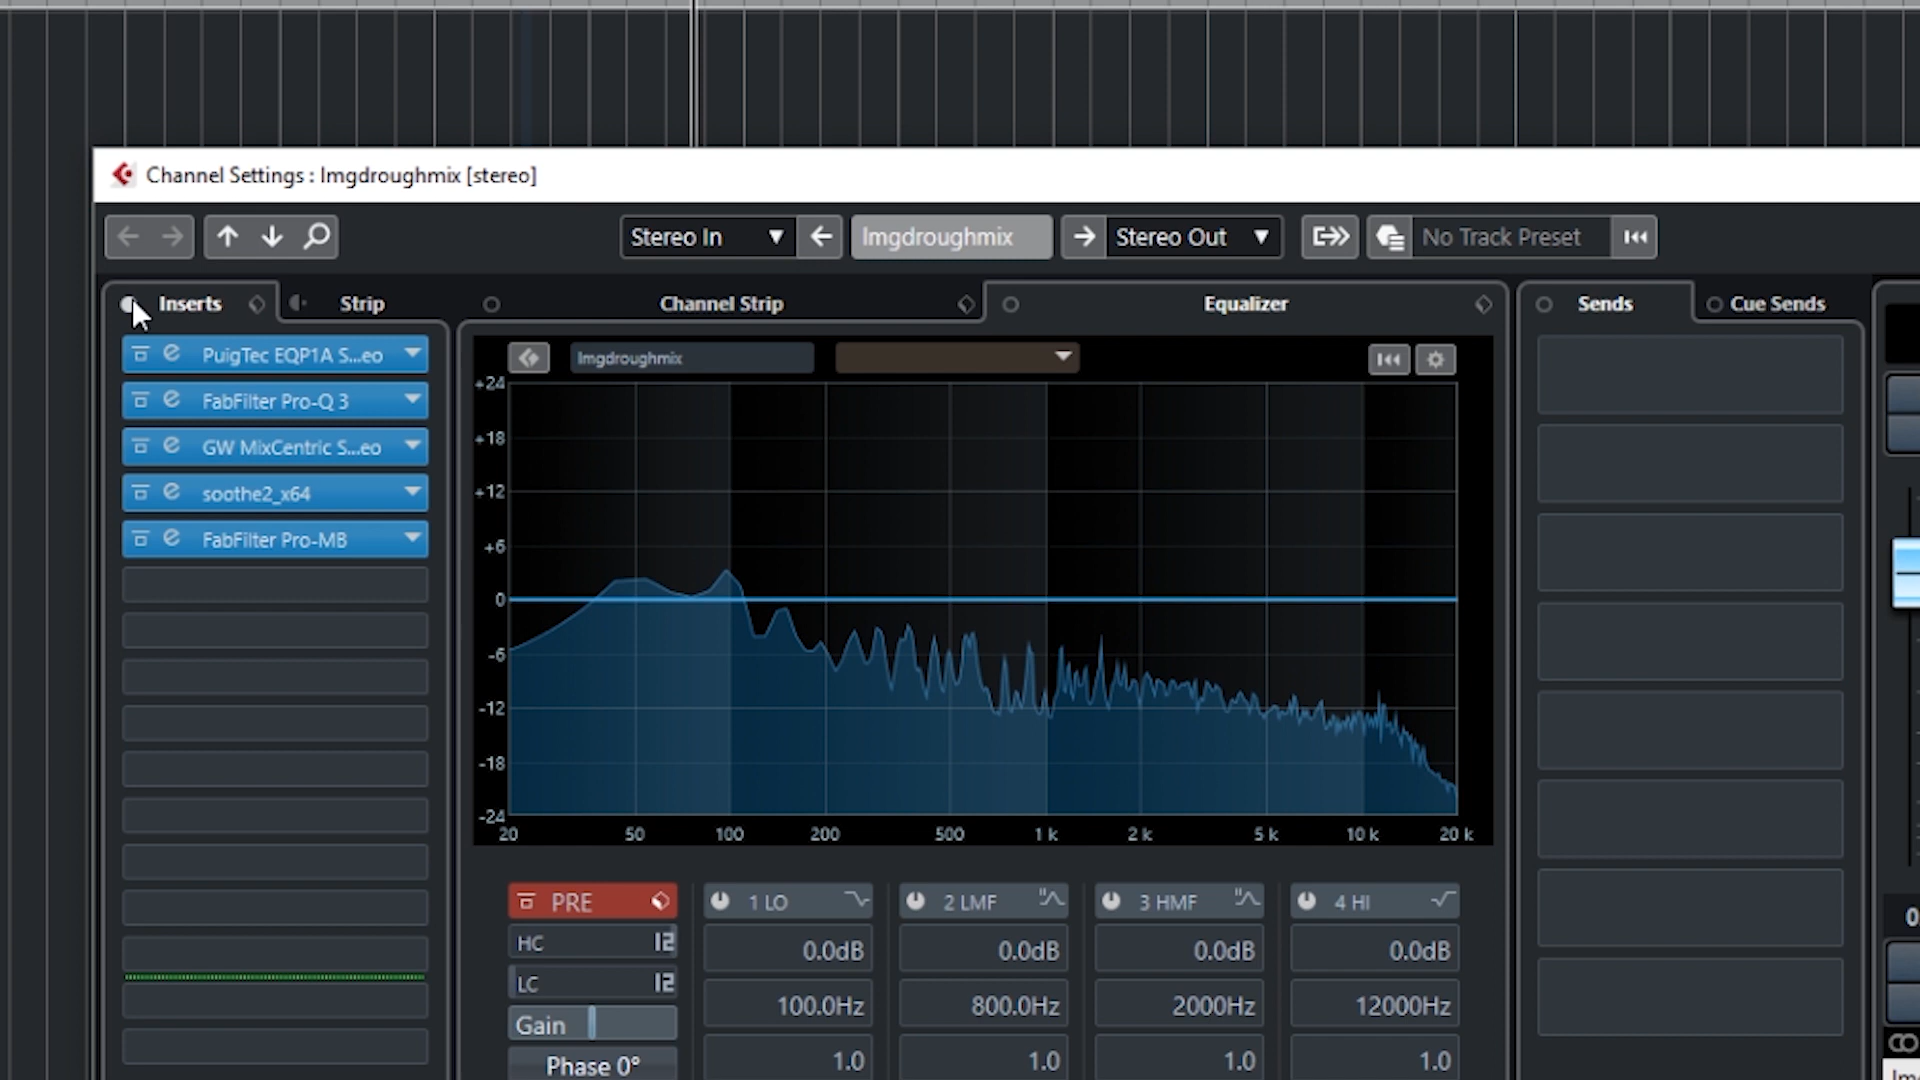 Channel Settings : lmgdroughmix [stereo]
Stereo In
lmgdroughmix
Stereo Out
No Track Preset
Inserts
Strip
Channel Strip
Equalizer
Sends
Cue Sends
PuigTec EQP1A S...eo
FabFilter Pro-Q 3
GW MixCentric S...eo
soothe2_x64
FabFilter Pro-MB
lmgdroughmix
+24
+18
+12
+6
0
-6
-12
-18
-24
20 50 100 200 500 1 k 2 k 5 k 10 k 20 k
PRE 1 LO 2 LMF 3 HMF 4 HI
HC 12 0.0dB 0.0dB 0.0dB 0.0dB
LC 12 100.0Hz 800.0Hz 2000Hz 12000Hz
Gain
Phase 0° 1.0 1.0 1.0 1.0